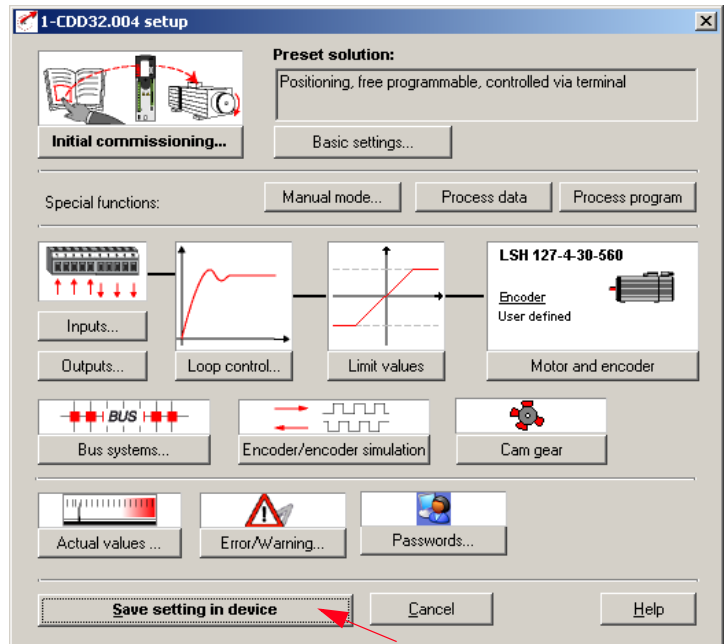 1-CDD32.004 setup
Preset solution:
Positioning, free programmable, controlled via terminal
Initial commissioning...
Basic settings...
Special functions:
Manual mode...
Process data
Process program
LSH 127-4-30-560
Encoder
User defined
Inputs...
Outputs...
Loop control...
Limit values
Motor and encoder
BUS
Bus systems...
Encoder/encoder simulation
Cam gear
Actual values ...
Error/Warning...
Passwords...
Save setting in device
Cancel
Help